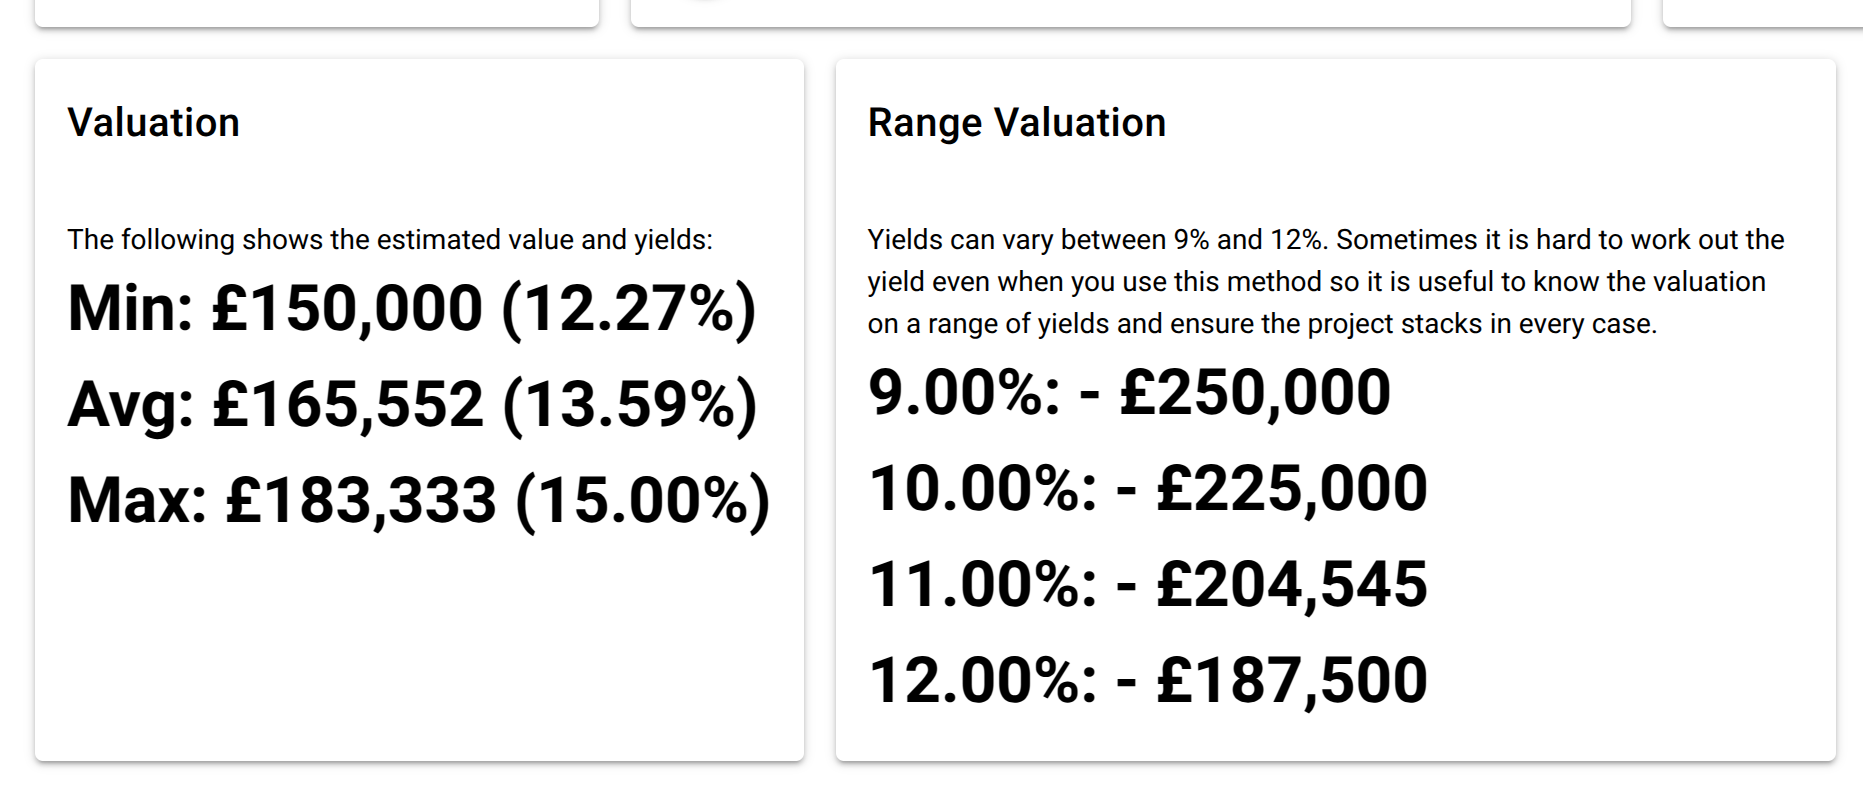 Valuation
The following shows the estimated value and yields:
Min: £150,000 (12.27%)
Avg: £165,552 (13.59%)
Max: £183,333 (15.00%)
Range Valuation
Yields can vary between 9% and 12%. Sometimes it is hard to work out the
yield even when you use this method so it is useful to know the valuation
on a range of yields and ensure the project stacks in every case.
9.00%: - £250,000
10.00%: - £225,000
11.00%: - £204,545
12.00%: - £187,500